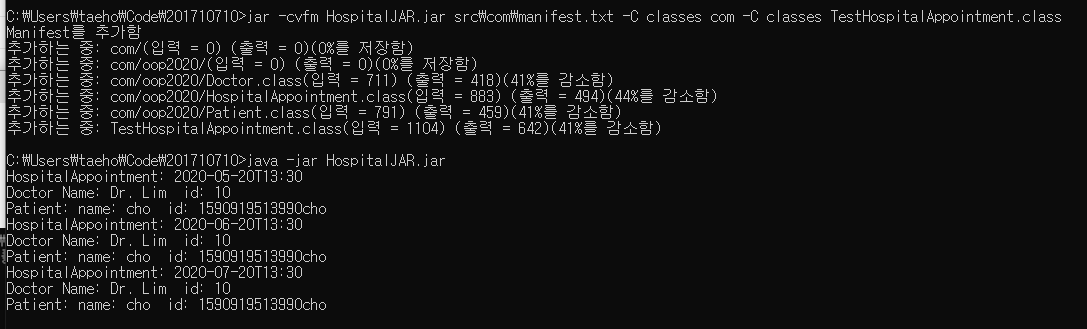 C:₩Users₩taeho₩Code₩201710710>jar -cvfm HospitalJAR.jar src₩com₩manifest.txt -C classes com -C classes TestHospitalAppointment.class
Manifest를 추가함
추가하는 중: com/(입력 = 0) (출력 = 0)(0%를 저장함)
추가하는 중: com/oop2020/(입력 = 0) (출력 = 0)(0%를 저장함)
추가하는 중: com/oop2020/Doctor.class(입력 = 711) (출력 = 418)(41%를 감소함)
추가하는 중: com/oop2020/HospitalAppointment.class(입력 = 883) (출력 = 494)(44%를 감소함)
추가하는 중: com/oop2020/Patient.class(입력 = 791) (출력 = 459)(41%를 감소함)
추가하는 중: TestHospitalAppointment.class(입력 = 1104) (출력 = 642)(41%를 감소함)
C:₩Users₩taeho₩Code₩201710710>java -jar HospitalJAR.jar
HospitalAppointment: 2020-05-20T13:30
Doctor Name: Dr. Lim  id: 10
Patient: name: cho  id: 1590919513990cho
HospitalAppointment: 2020-06-20T13:30
Doctor Name: Dr. Lim  id: 10
Patient: name: cho  id: 1590919513990cho
HospitalAppointment: 2020-07-20T13:30
Doctor Name: Dr. Lim  id: 10
Patient: name: cho  id: 1590919513990cho